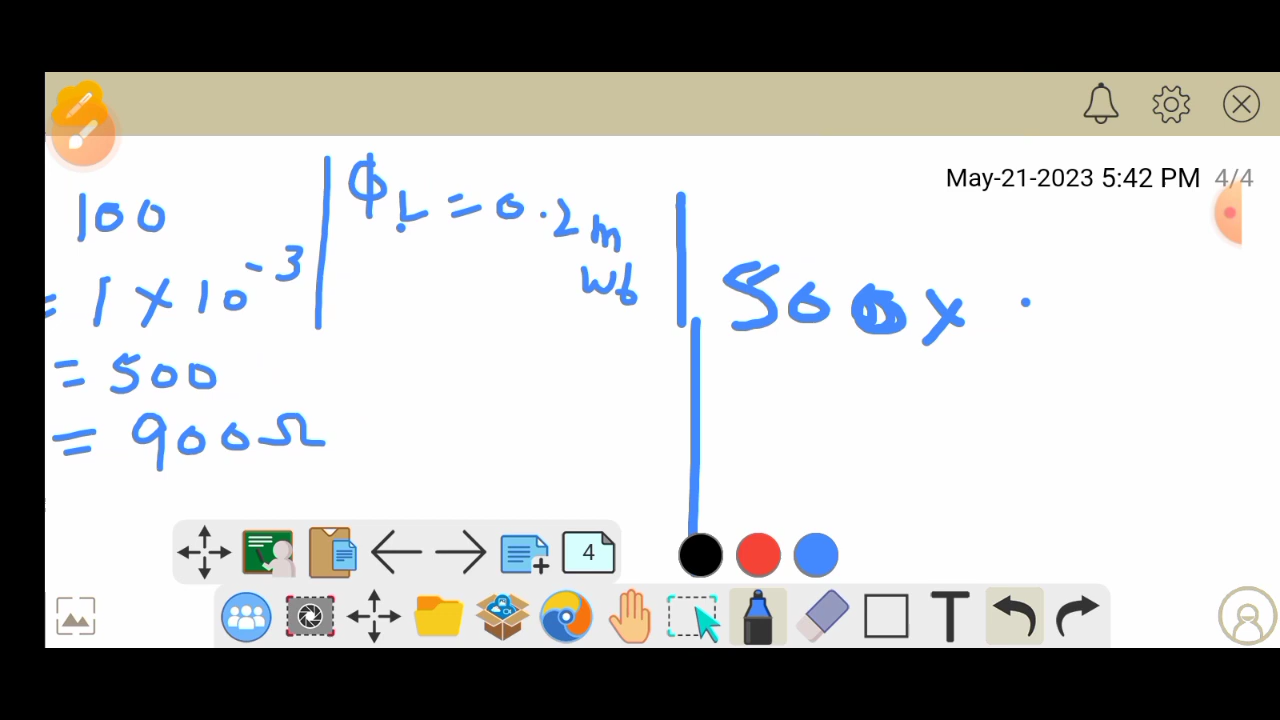 May-21-2023 5:42 PM 4/4
100
= 1 × 10⁻³
= 500
= 900Ω
ϕL = 0.2 m
wb
500 x .
4
T